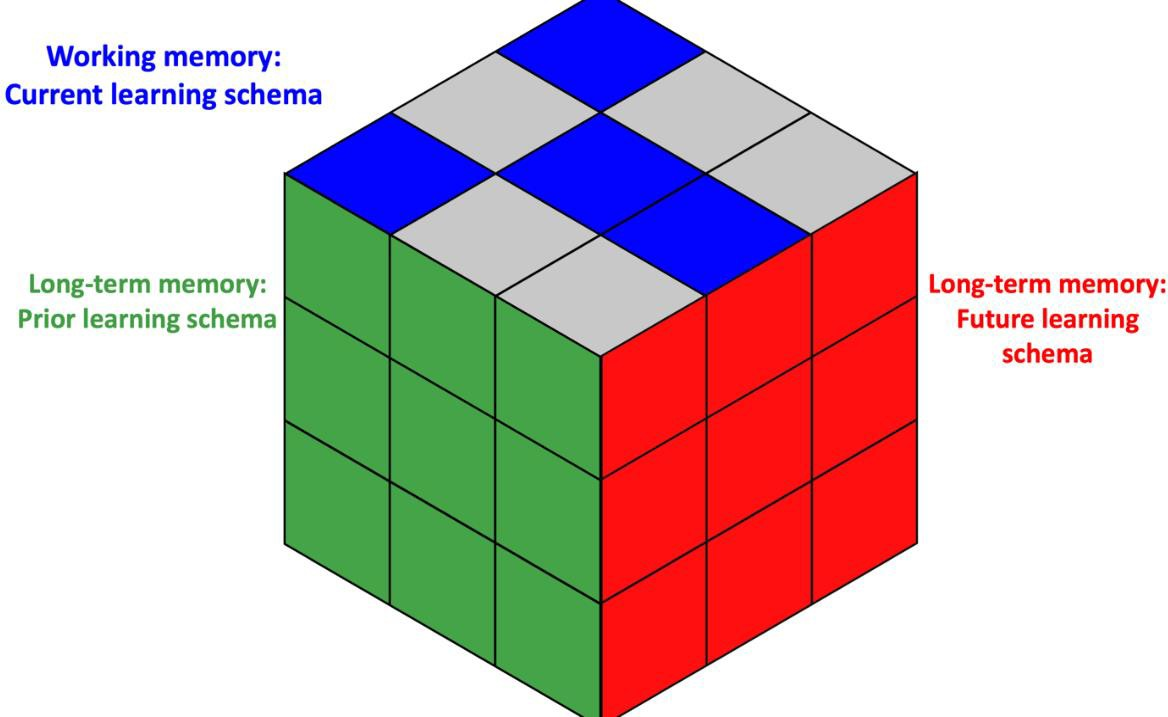 Working memory:
Current learning schema
Long-term memory:
Prior learning schema
Long-term memory:
Future learning
schema